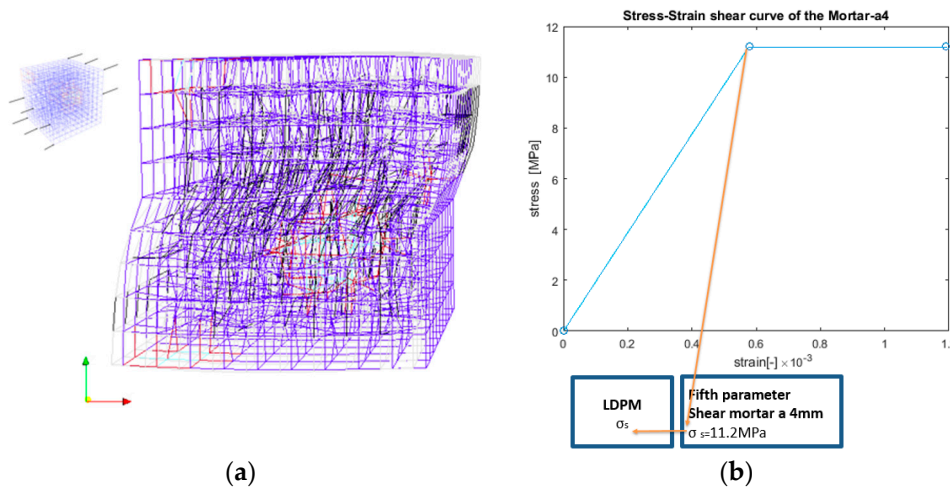 Stress-Strain shear curve of the Mortar-a4
12
10
8
6
4
2
0
stress [MPa]
0 0.2 0.4 0.6 0.8 1 1.
strain[-] ×10⁻³
LDPM
σs
Fifth parameter
Shear mortar a 4mm
σ s=11.2MPa
(a) (b)